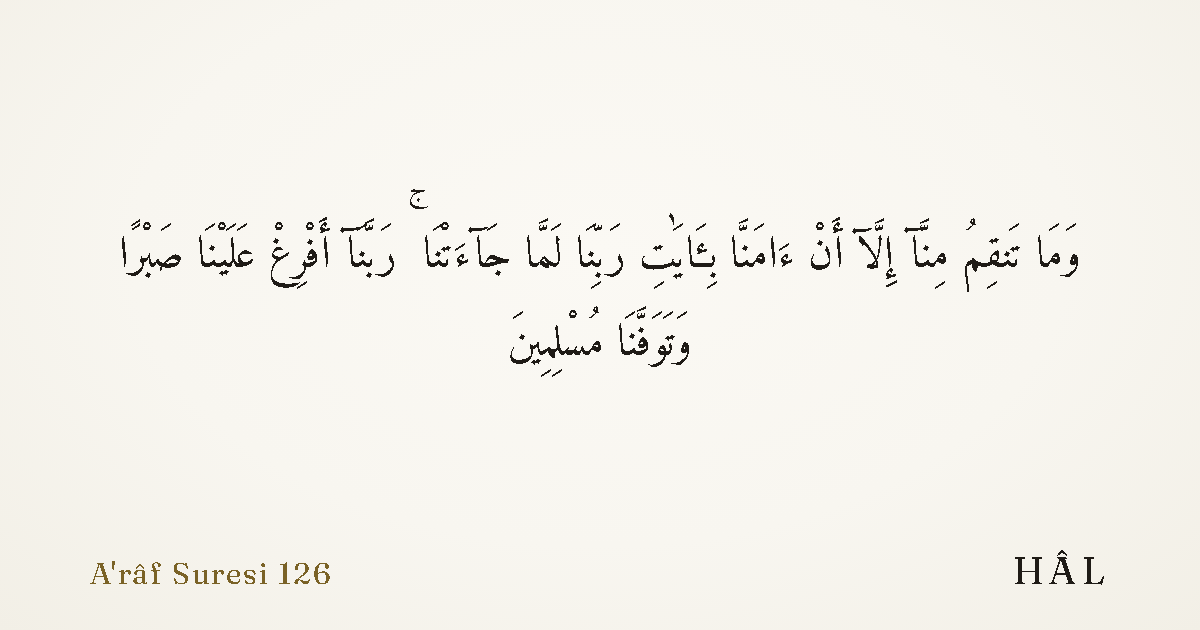 وَمَا تَنقِمُ مِنَّآ إِلَّآ أَنْ ءَامَنَّا بِـَٔايَٰتِ رَبِّنَا لَمَّا جَآءَتْنَا ۚ رَبَّنَآ أَفْرِغْ عَلَيْنَا صَبْرًا
وَتَوَفَّنَا مُسْلِمِينَ
A'râf Suresi 126
HÂL